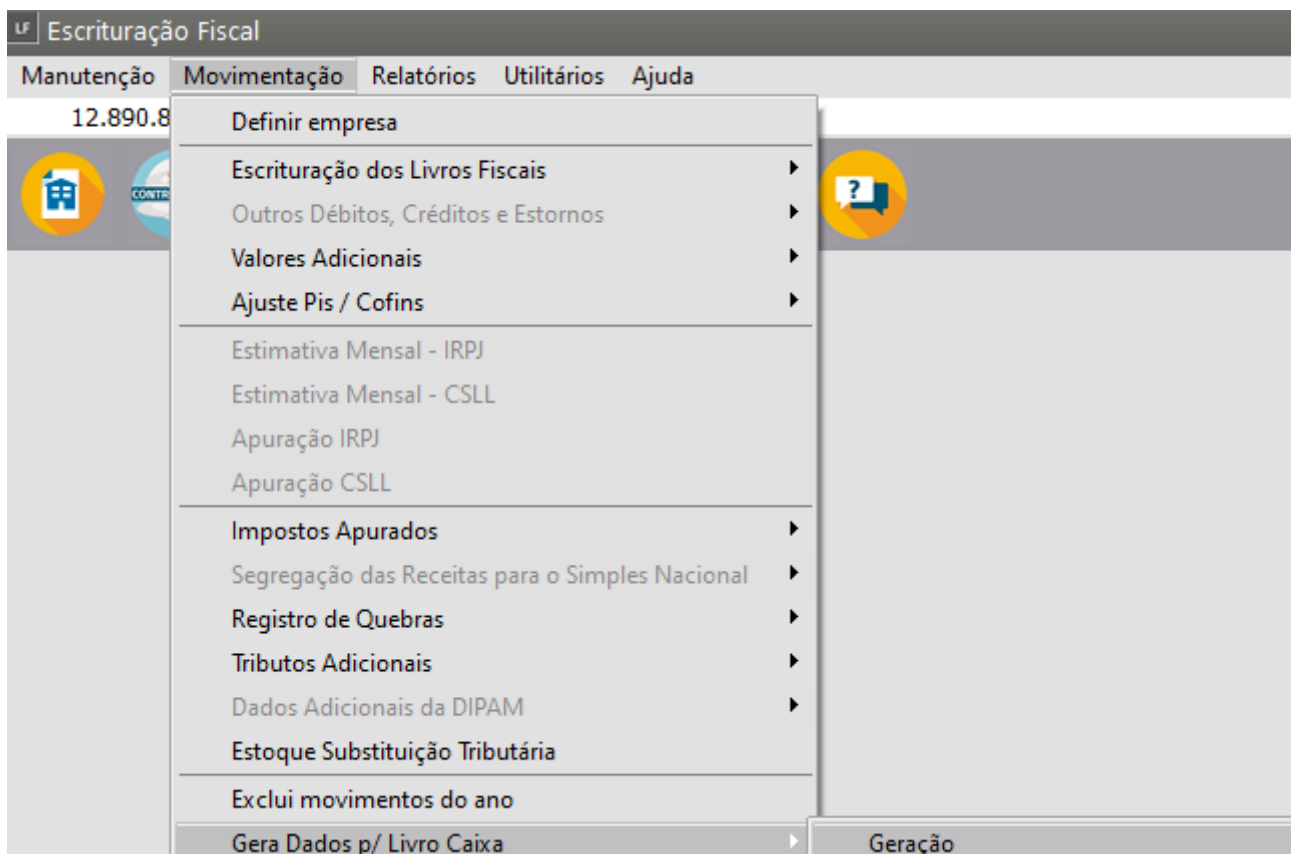 LF Escrituração Fiscal
Manutenção Movimentação Relatórios Utilitários Ajuda
12.890.8
Definir empresa
Escrituração dos Livros Fiscais
CONTR
?
Outros Débitos, Créditos e Estornos
Valores Adicionais
Ajuste Pis / Cofins
Estimativa Mensal - IRPJ
Estimativa Mensal - CSLL
Apuração IRPJ
Apuração CSLL
Impostos Apurados
Segregação das Receitas para o Simples Nacional
Registro de Quebras
Tributos Adicionais
Dados Adicionais da DIPAM
Estoque Substituição Tributária
Exclui movimentos do ano
Gera Dados p/ Livro Caixa Geração